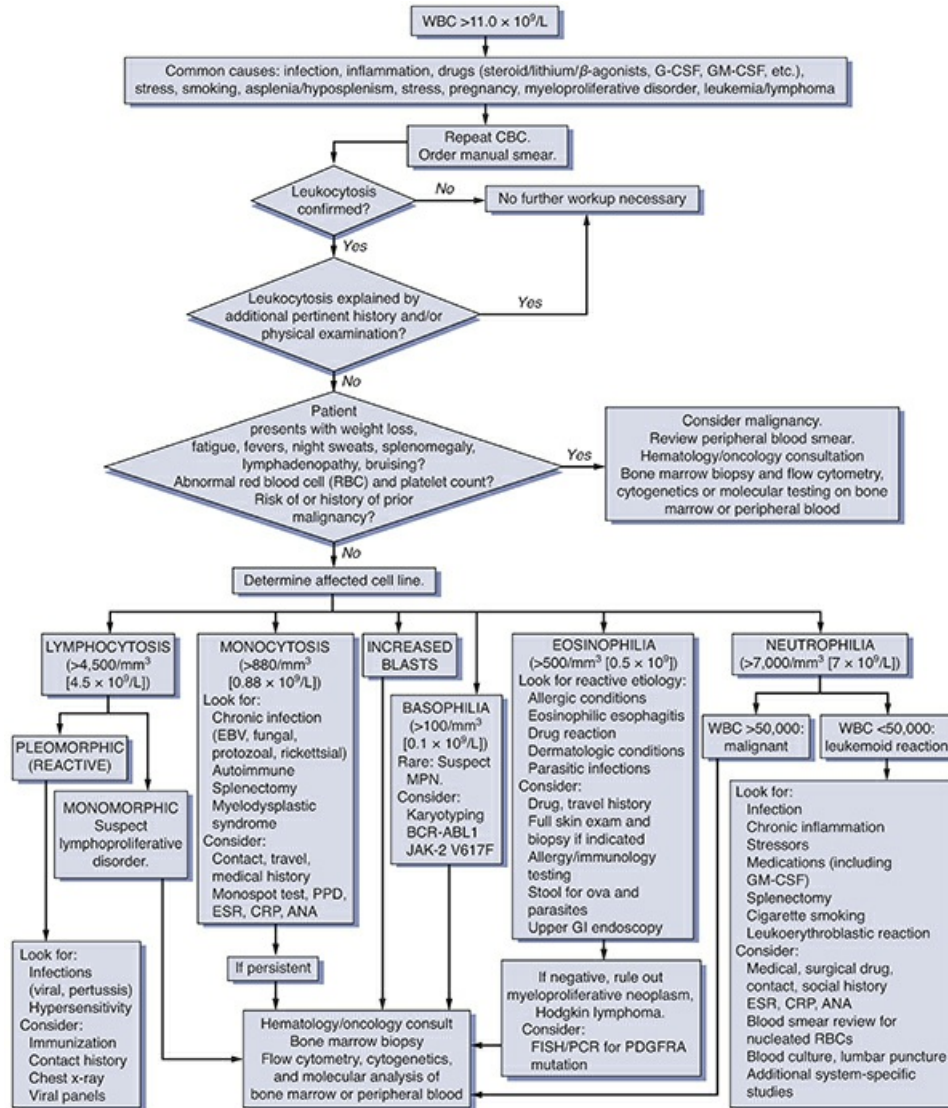 WBC >11.0 × 10⁹/L
Common causes: infection, inflammation, drugs (steroid/lithium/β-agonists, G-CSF, GM-CSF, etc.),
stress, smoking, asplenia/hyposplenism, stress, pregnancy, myeloproliferative disorder, leukemia/lymphoma
Repeat CBC.
Order manual smear.
Leukocytosis
confirmed?
No
No further workup necessary
Yes
Leukocytosis explained by
additional pertinent history and/or
physical examination?
Yes
No
Patient
presents with weight loss,
fatigue, fevers, night sweats, splenomegaly,
lymphadenopathy, bruising?
Abnormal red blood cell (RBC) and platelet count?
Risk of or history of prior
malignancy?
Yes
Consider malignancy.
Review peripheral blood smear.
Hematology/oncology consultation
Bone marrow biopsy and flow cytometry,
cytogenetics or molecular testing on bone
marrow or peripheral blood
No
Determine affected cell line.
LYMPHOCYTOSIS
(>4,500/mm³
[4.5 × 10⁹/L])
PLEOMORPHIC
(REACTIVE)
MONOMORPHIC
Suspect
lymphoproliferative
disorder.
Look for:
Infections
(viral, pertussis)
Hypersensitivity
Consider:
Immunization
Contact history
Chest x-ray
Viral panels
MONOCYTOSIS
(>880/mm³
[0.88 × 10⁹/L])
Look for:
Chronic infection
(EBV, fungal,
protozoal, rickettsial)
Autoimmune
Splenectomy
Myelodysplastic
syndrome
Consider:
Contact, travel,
medical history
Monospot test, PPD,
ESR, CRP, ANA
If persistent
INCREASED
BLASTS
BASOPHILIA
(>100/mm³
[0.1 × 10⁹/L])
Rare: Suspect
MPN.
Consider:
Karyotyping
BCR-ABL1
JAK-2 V617F
EOSINOPHILIA
(>500/mm³ [0.5 × 10⁹])
Look for reactive etiology:
Allergic conditions
Eosinophilic esophagitis
Drug reaction
Dermatologic conditions
Parasitic infections
Consider:
Drug, travel history
Full skin exam and
biopsy if indicated
Allergy/immunology
testing
Stool for ova and
parasites
Upper GI endoscopy
If negative, rule out
myeloproliferative neoplasm,
Hodgkin lymphoma.
Consider:
FISH/PCR for PDGFRA
mutation
NEUTROPHILIA
(>7,000/mm³ [7 × 10⁹/L])
WBC >50,000:
malignant
WBC <50,000:
leukemoid reaction
Look for:
Infection
Chronic inflammation
Stressors
Medications (including
GM-CSF)
Splenectomy
Cigarette smoking
Leukoerythroblastic reaction
Consider:
Medical, surgical drug,
contact, social history
ESR, CRP, ANA
Blood smear review for
nucleated RBCs
Blood culture, lumbar puncture
Additional system-specific
studies
Hematology/oncology consult
Bone marrow biopsy
Flow cytometry, cytogenetics,
and molecular analysis of
bone marrow or peripheral blood